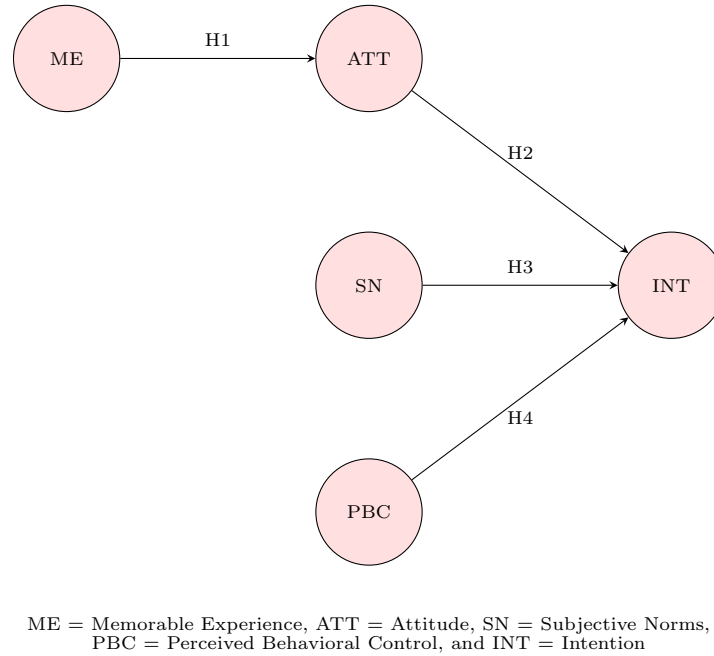 H1
ME
ATT
H2
SN
H3
INT
H4
PBC
ME = Memorable Experience, ATT = Attitude, SN = Subjective Norms,
PBC = Perceived Behavioral Control, and INT = Intention